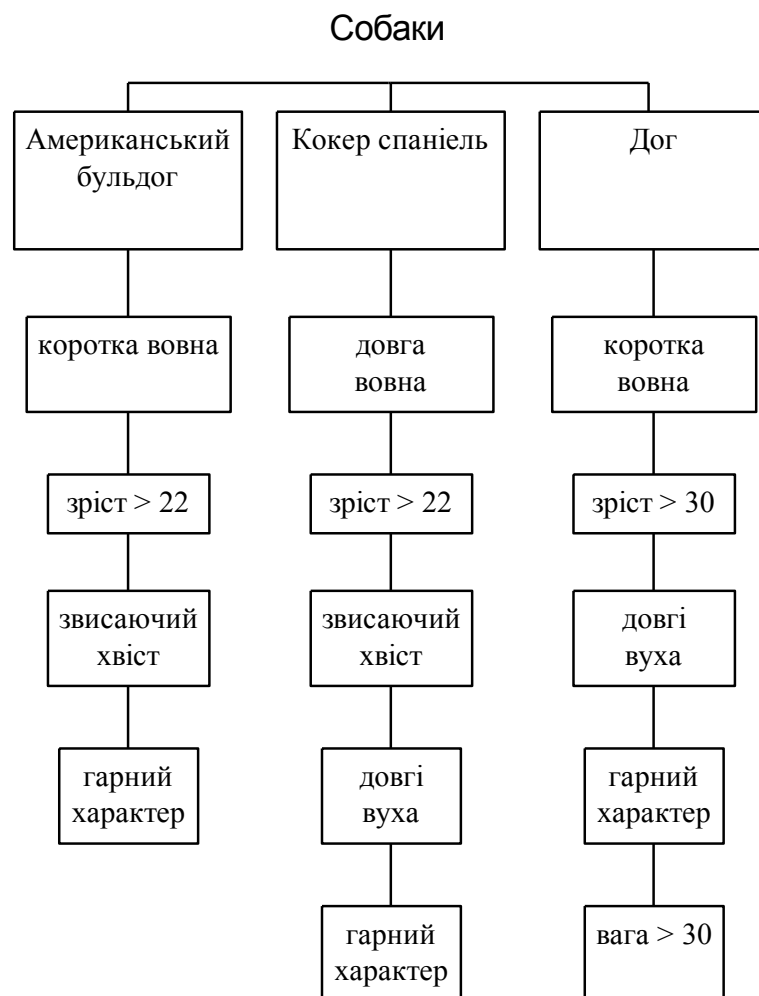 Собаки
Американський
бульдог
Кокер спаніель
Дог
коротка вовна
довга
вовна
коротка
вовна
зріст > 22
зріст > 22
зріст > 30
звисаючий
хвіст
звисаючий
хвіст
довгі
вуха
гарний
характер
довгі
вуха
гарний
характер
гарний
характер
вага > 30